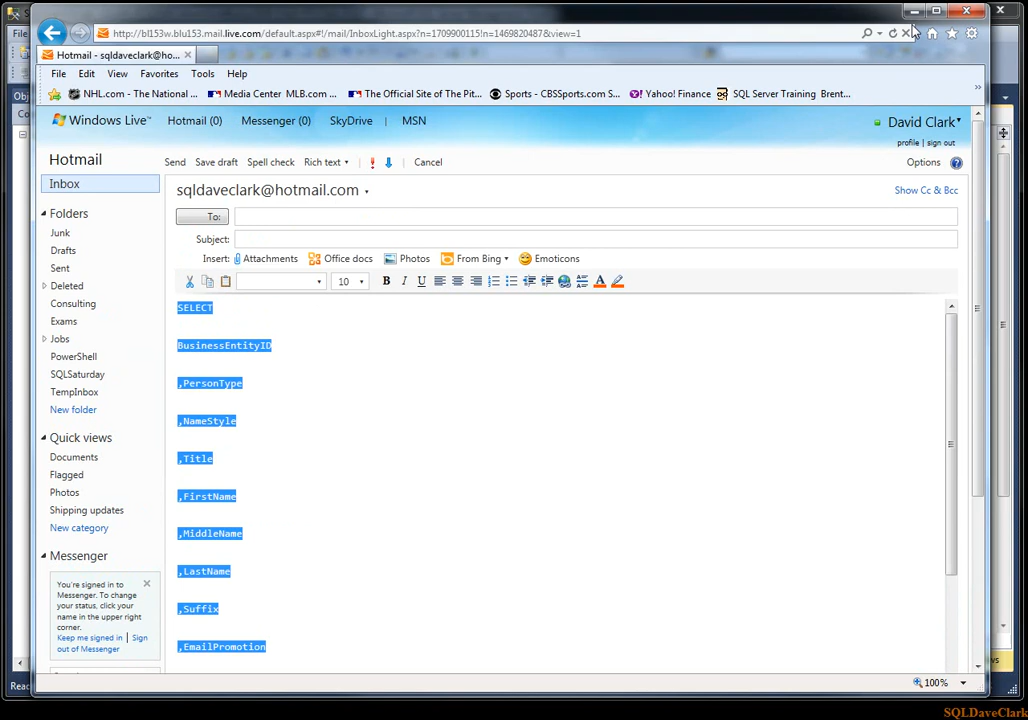 File
http://bl153w.blu153.mail.live.com/default.aspx#!/mail/InboxLight.aspx?n=1709900115!n=1469820487&view=1
Hotmail - sqldaveclark@ho...
File Edit View Favorites Tools Help
NHL.com - The National ... Media Center MLB.com ... The Official Site of The Pit... Sports - CBSSports.com S... Yahoo! Finance SQL Server Training Brent... »
Windows Live™ Hotmail (0) Messenger (0) SkyDrive MSN David Clark
profile | sign out
Hotmail Send Save draft Spell check Rich text Cancel Options
Inbox
sqldaveclark@hotmail.com Show Cc & Bcc
Folders
To:
Junk
Subject:
Drafts
Insert: Attachments Office docs Photos From Bing Emoticons
Sent
10 B I U A
Deleted
Consulting
SELECT
Exams
Jobs
BusinessEntityID
PowerShell
SQLSaturday
,PersonType
TempInbox
New folder
,NameStyle
Quick views
Documents
,Title
Flagged
Photos
,FirstName
Shipping updates
New category
,MiddleName
Messenger
,LastName
You're signed in to
Messenger. To change
your status, click your
name in the upper right
corner.
,Suffix
Keep me signed in | Sign
out of Messenger
,EmailPromotion
100%
SQLDaveClark